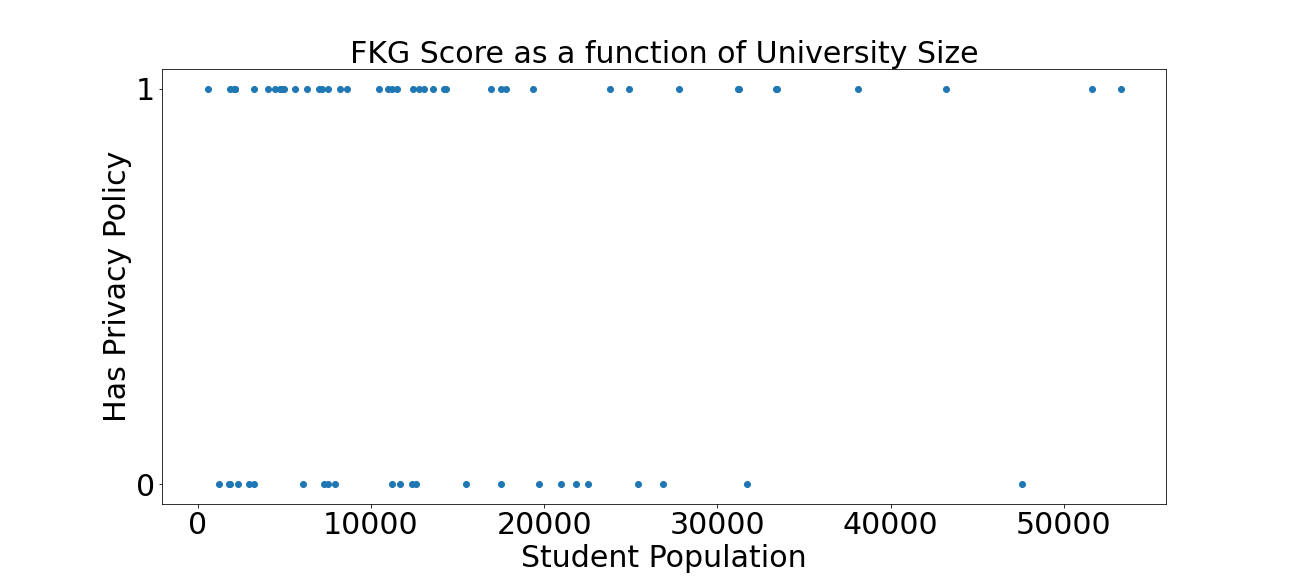 FKG Score as a function of University Size
Has Privacy Policy
1
0
0 10000 20000 30000 40000 50000
Student Population